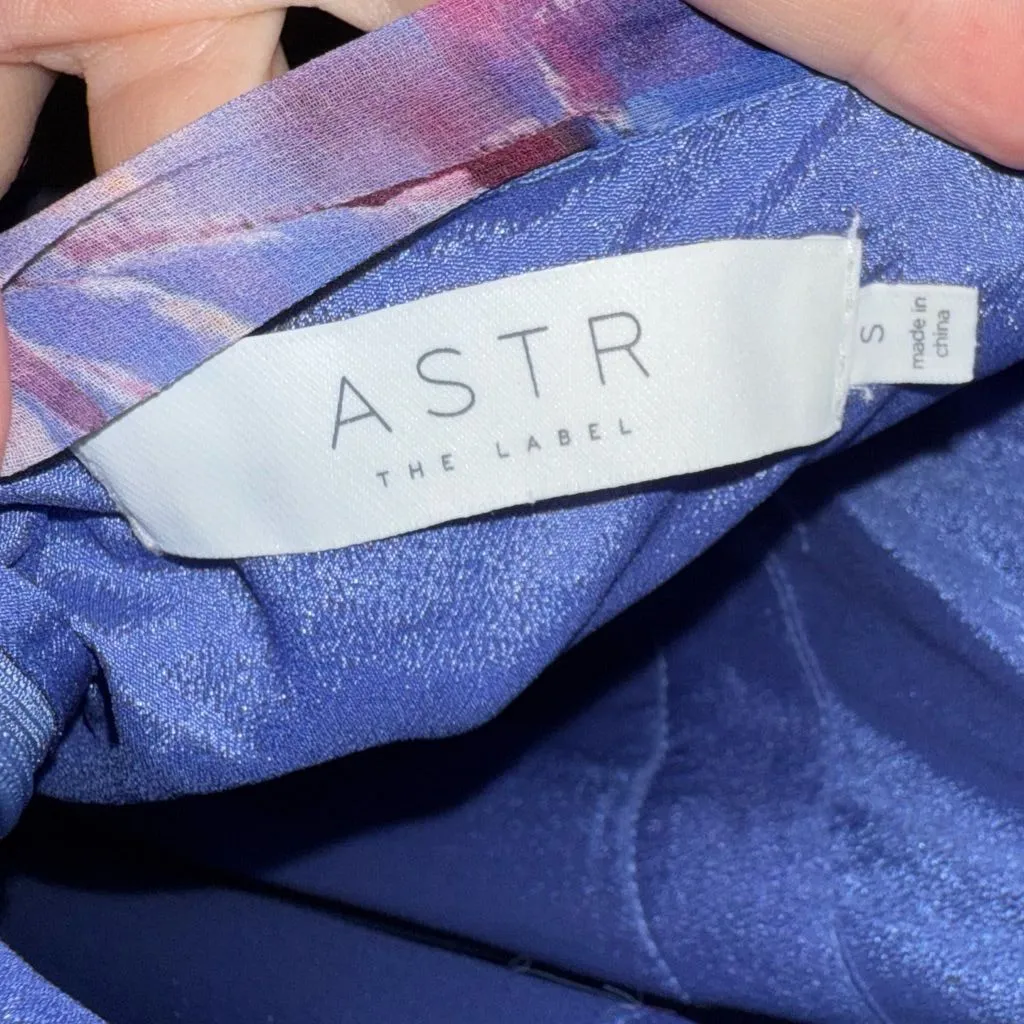 ASTR
THE LABEL
S
made in
china